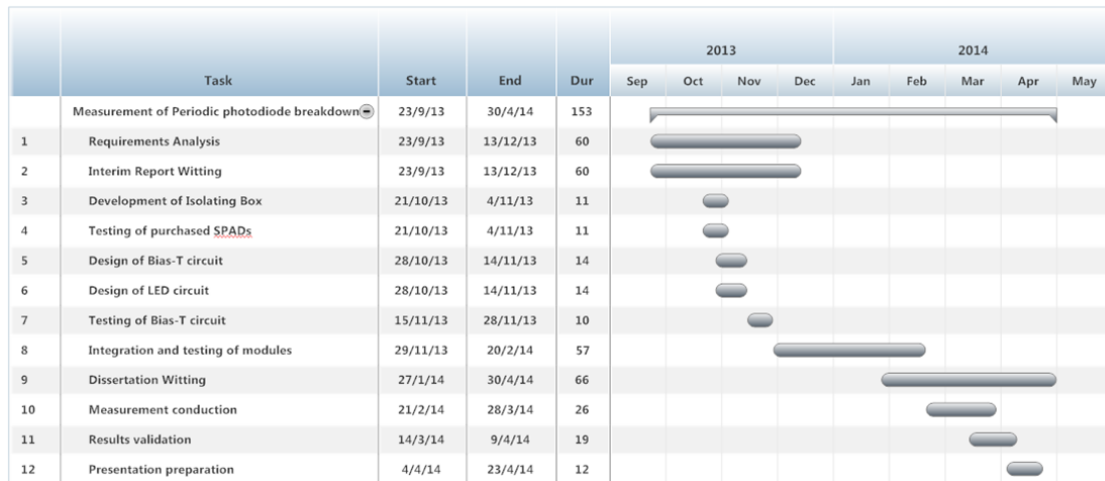 2013 2014
Task Start End Dur Sep Oct Nov Dec Jan Feb Mar Apr May
Measurement of Periodic photodiode breakdown 23/9/13 30/4/14 153
1 Requirements Analysis 23/9/13 13/12/13 60
2 Interim Report Witting 23/9/13 13/12/13 60
3 Development of Isolating Box 21/10/13 4/11/13 11
4 Testing of purchased SPADs 21/10/13 4/11/13 11
5 Design of Bias-T circuit 28/10/13 14/11/13 14
6 Design of LED circuit 28/10/13 14/11/13 14
7 Testing of Bias-T circuit 15/11/13 28/11/13 10
8 Integration and testing of modules 29/11/13 20/2/14 57
9 Dissertation Witting 27/1/14 30/4/14 66
10 Measurement conduction 21/2/14 28/3/14 26
11 Results validation 14/3/14 9/4/14 19
12 Presentation preparation 4/4/14 23/4/14 12